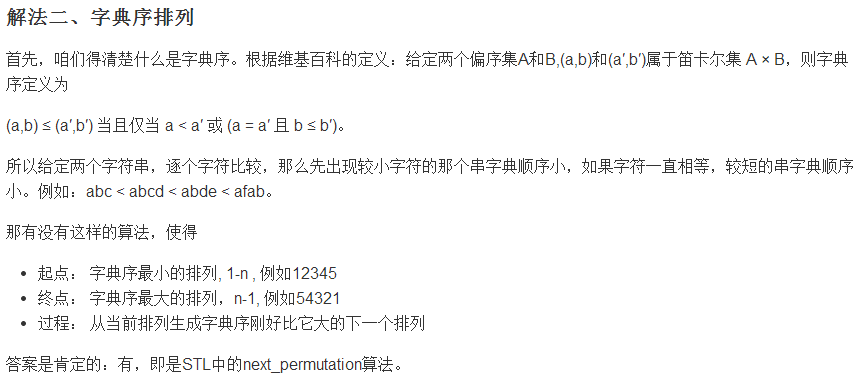 解法二、字典序排列
首先，咱们得清楚什么是字典序。根据维基百科的定义：给定两个偏序集A和B,(a,b)和(a′,b′)属于笛卡尔集 A × B，则字典
序定义为
(a,b) ≤ (a′,b′) 当且仅当 a < a′ 或 (a = a′ 且 b ≤ b′)。
所以给定两个字符串，逐个字符比较，那么先出现较小字符的那个串字典顺序小，如果字符一直相等，较短的串字典顺序
小。例如：abc < abcd < abde < afab。
那有没有这样的算法，使得
• 起点： 字典序最小的排列, 1-n , 例如12345
• 终点： 字典序最大的排列，n-1, 例如54321
• 过程： 从当前排列生成字典序刚好比它大的下一个排列
答案是肯定的：有，即是STL中的next_permutation算法。